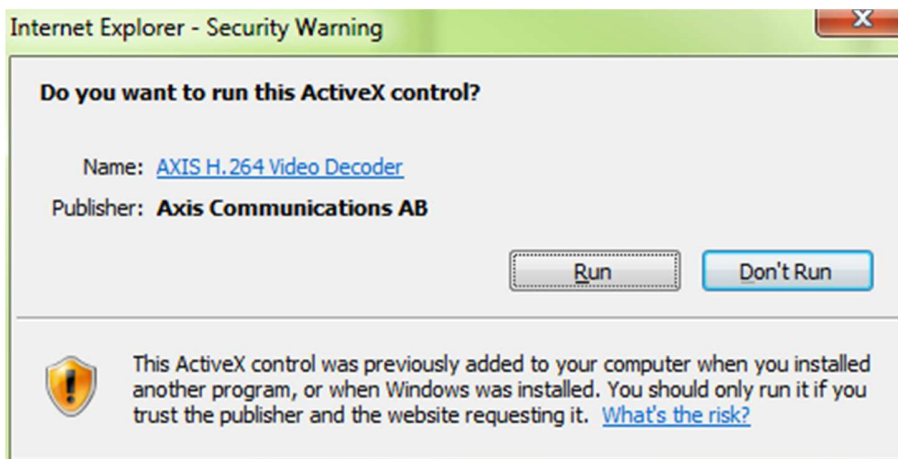 Internet Explorer - Security Warning
X
Do you want to run this ActiveX control?
Name: AXIS H.264 Video Decoder
Publisher: Axis Communications AB
Run Don't Run
This ActiveX control was previously added to your computer when you installed
another program, or when Windows was installed. You should only run it if you
trust the publisher and the website requesting it. What's the risk?